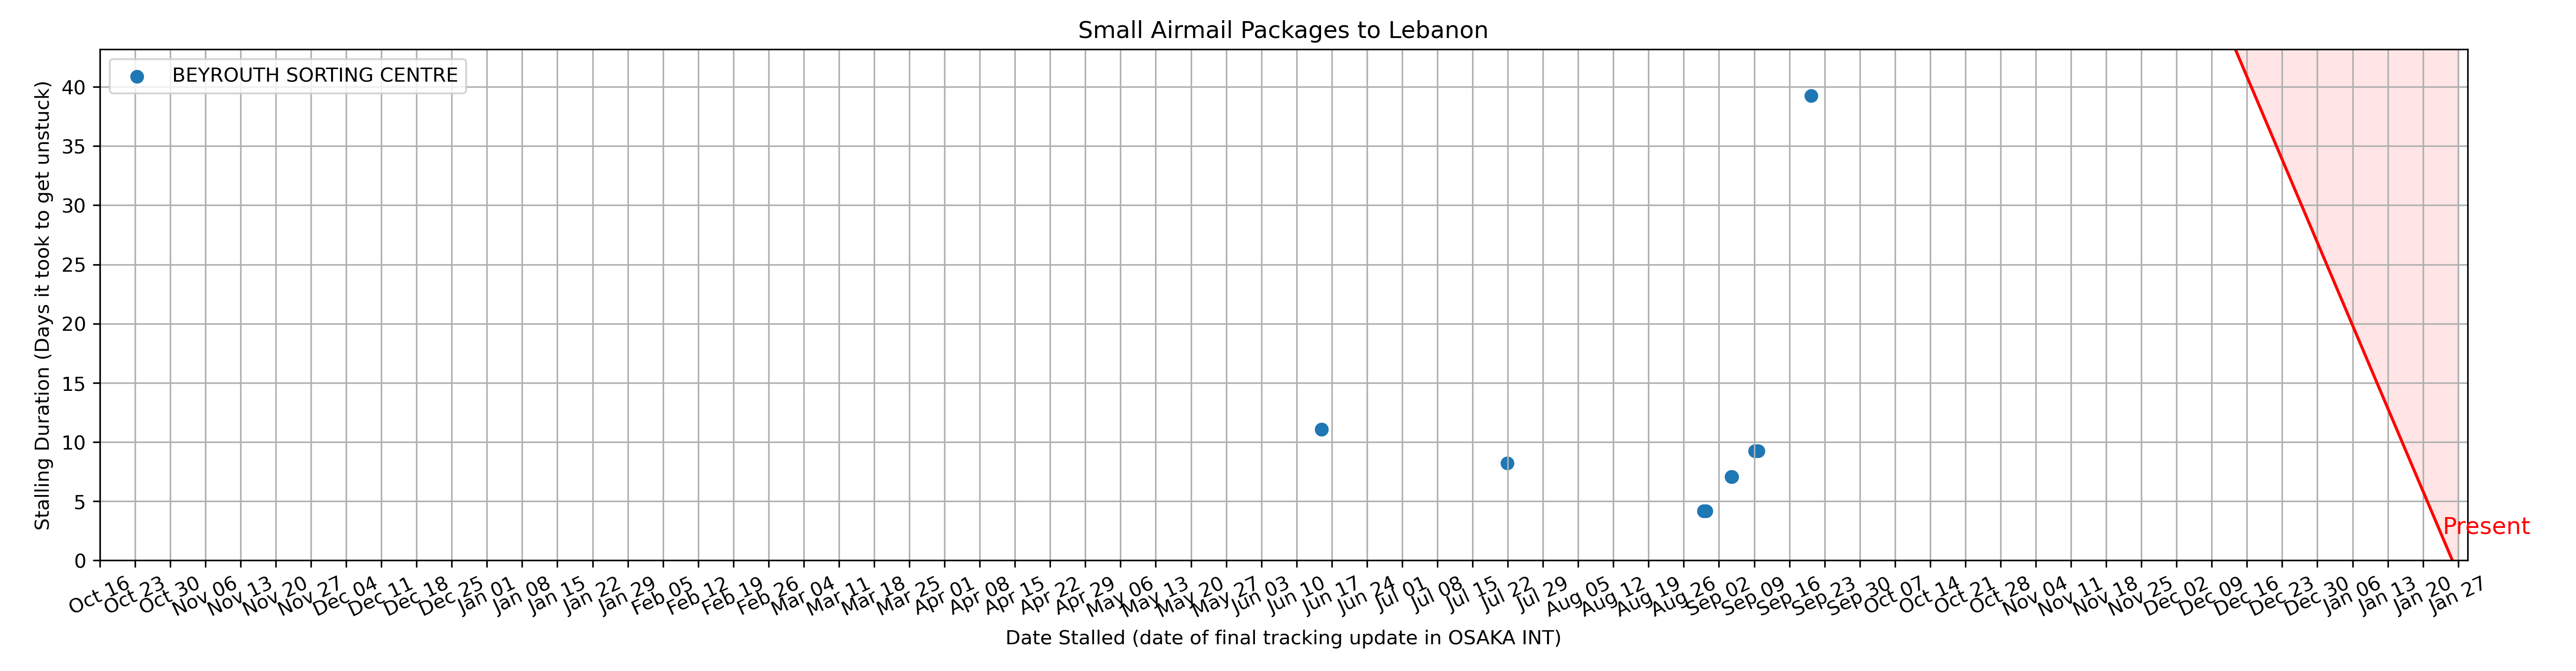 Small Airmail Packages to Lebanon
BEYROUTH SORTING CENTRE
Stalling Duration (Days it took to get unstuck)
40
35
30
25
20
15
10
5
0
Present
Oct 16
Oct 23
Oct 30
Nov 06
Nov 13
Nov 20
Nov 27
Dec 04
Dec 11
Dec 18
Dec 25
Jan 01
Jan 08
Jan 15
Jan 22
Jan 29
Feb 05
Feb 12
Feb 19
Feb 26
Mar 04
Mar 11
Mar 18
Mar 25
Apr 01
Apr 08
Apr 15
Apr 22
Apr 29
May 06
May 13
May 20
May 27
Jun 03
Jun 10
Jun 17
Jun 24
Jul 01
Jul 08
Jul 15
Jul 22
Jul 29
Aug 05
Aug 12
Aug 19
Aug 26
Sep 02
Sep 09
Sep 16
Sep 23
Sep 30
Oct 07
Oct 14
Oct 21
Oct 28
Nov 04
Nov 11
Nov 18
Nov 25
Dec 02
Dec 09
Dec 16
Dec 23
Dec 30
Jan 06
Jan 13
Jan 20
Jan 27
Date Stalled (date of final tracking update in OSAKA INT)